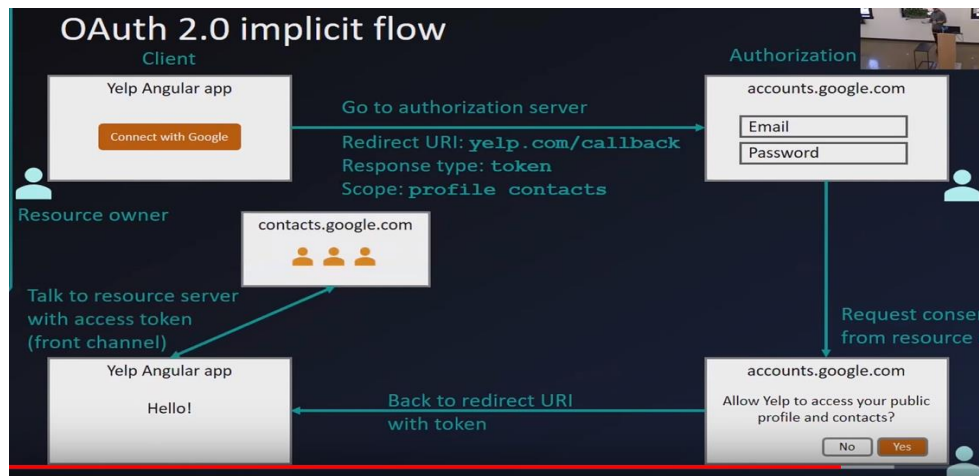 OAuth 2.0 implicit flow
Client
Yelp Angular app
Connect with Google
Resource owner
Go to authorization server
Redirect URI: yelp.com/callback
Response type: token
Scope: profile contacts
Authorization
accounts.google.com
Email
Password
contacts.google.com
Talk to resource server
with access token
(front channel)
Request conse
from resource
Yelp Angular app
Hello!
Back to redirect URI
with token
accounts.google.com
Allow Yelp to access your public
profile and contacts?
No
Yes